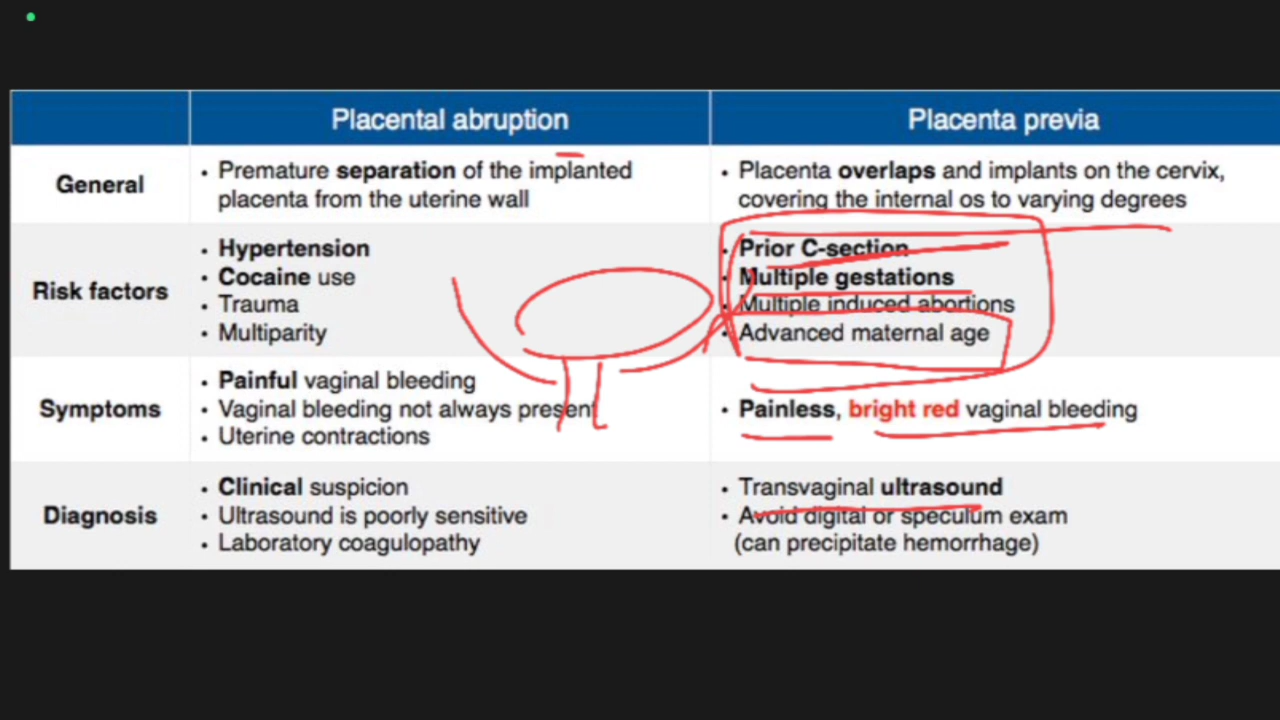 Placental abruption
Placenta previa
General
• Premature separation of the implanted
placenta from the uterine wall
• Placenta overlaps and implants on the cervix,
covering the internal os to varying degrees
Risk factors
• Hypertension
• Cocaine use
• Trauma
• Multiparity
• Prior C-section
• Multiple gestations
• Multiple induced abortions
• Advanced maternal age
Symptoms
• Painful vaginal bleeding
• Vaginal bleeding not always present
• Uterine contractions
• Painless, bright red vaginal bleeding
Diagnosis
• Clinical suspicion
• Ultrasound is poorly sensitive
• Laboratory coagulopathy
• Transvaginal ultrasound
• Avoid digital or speculum exam
(can precipitate hemorrhage)